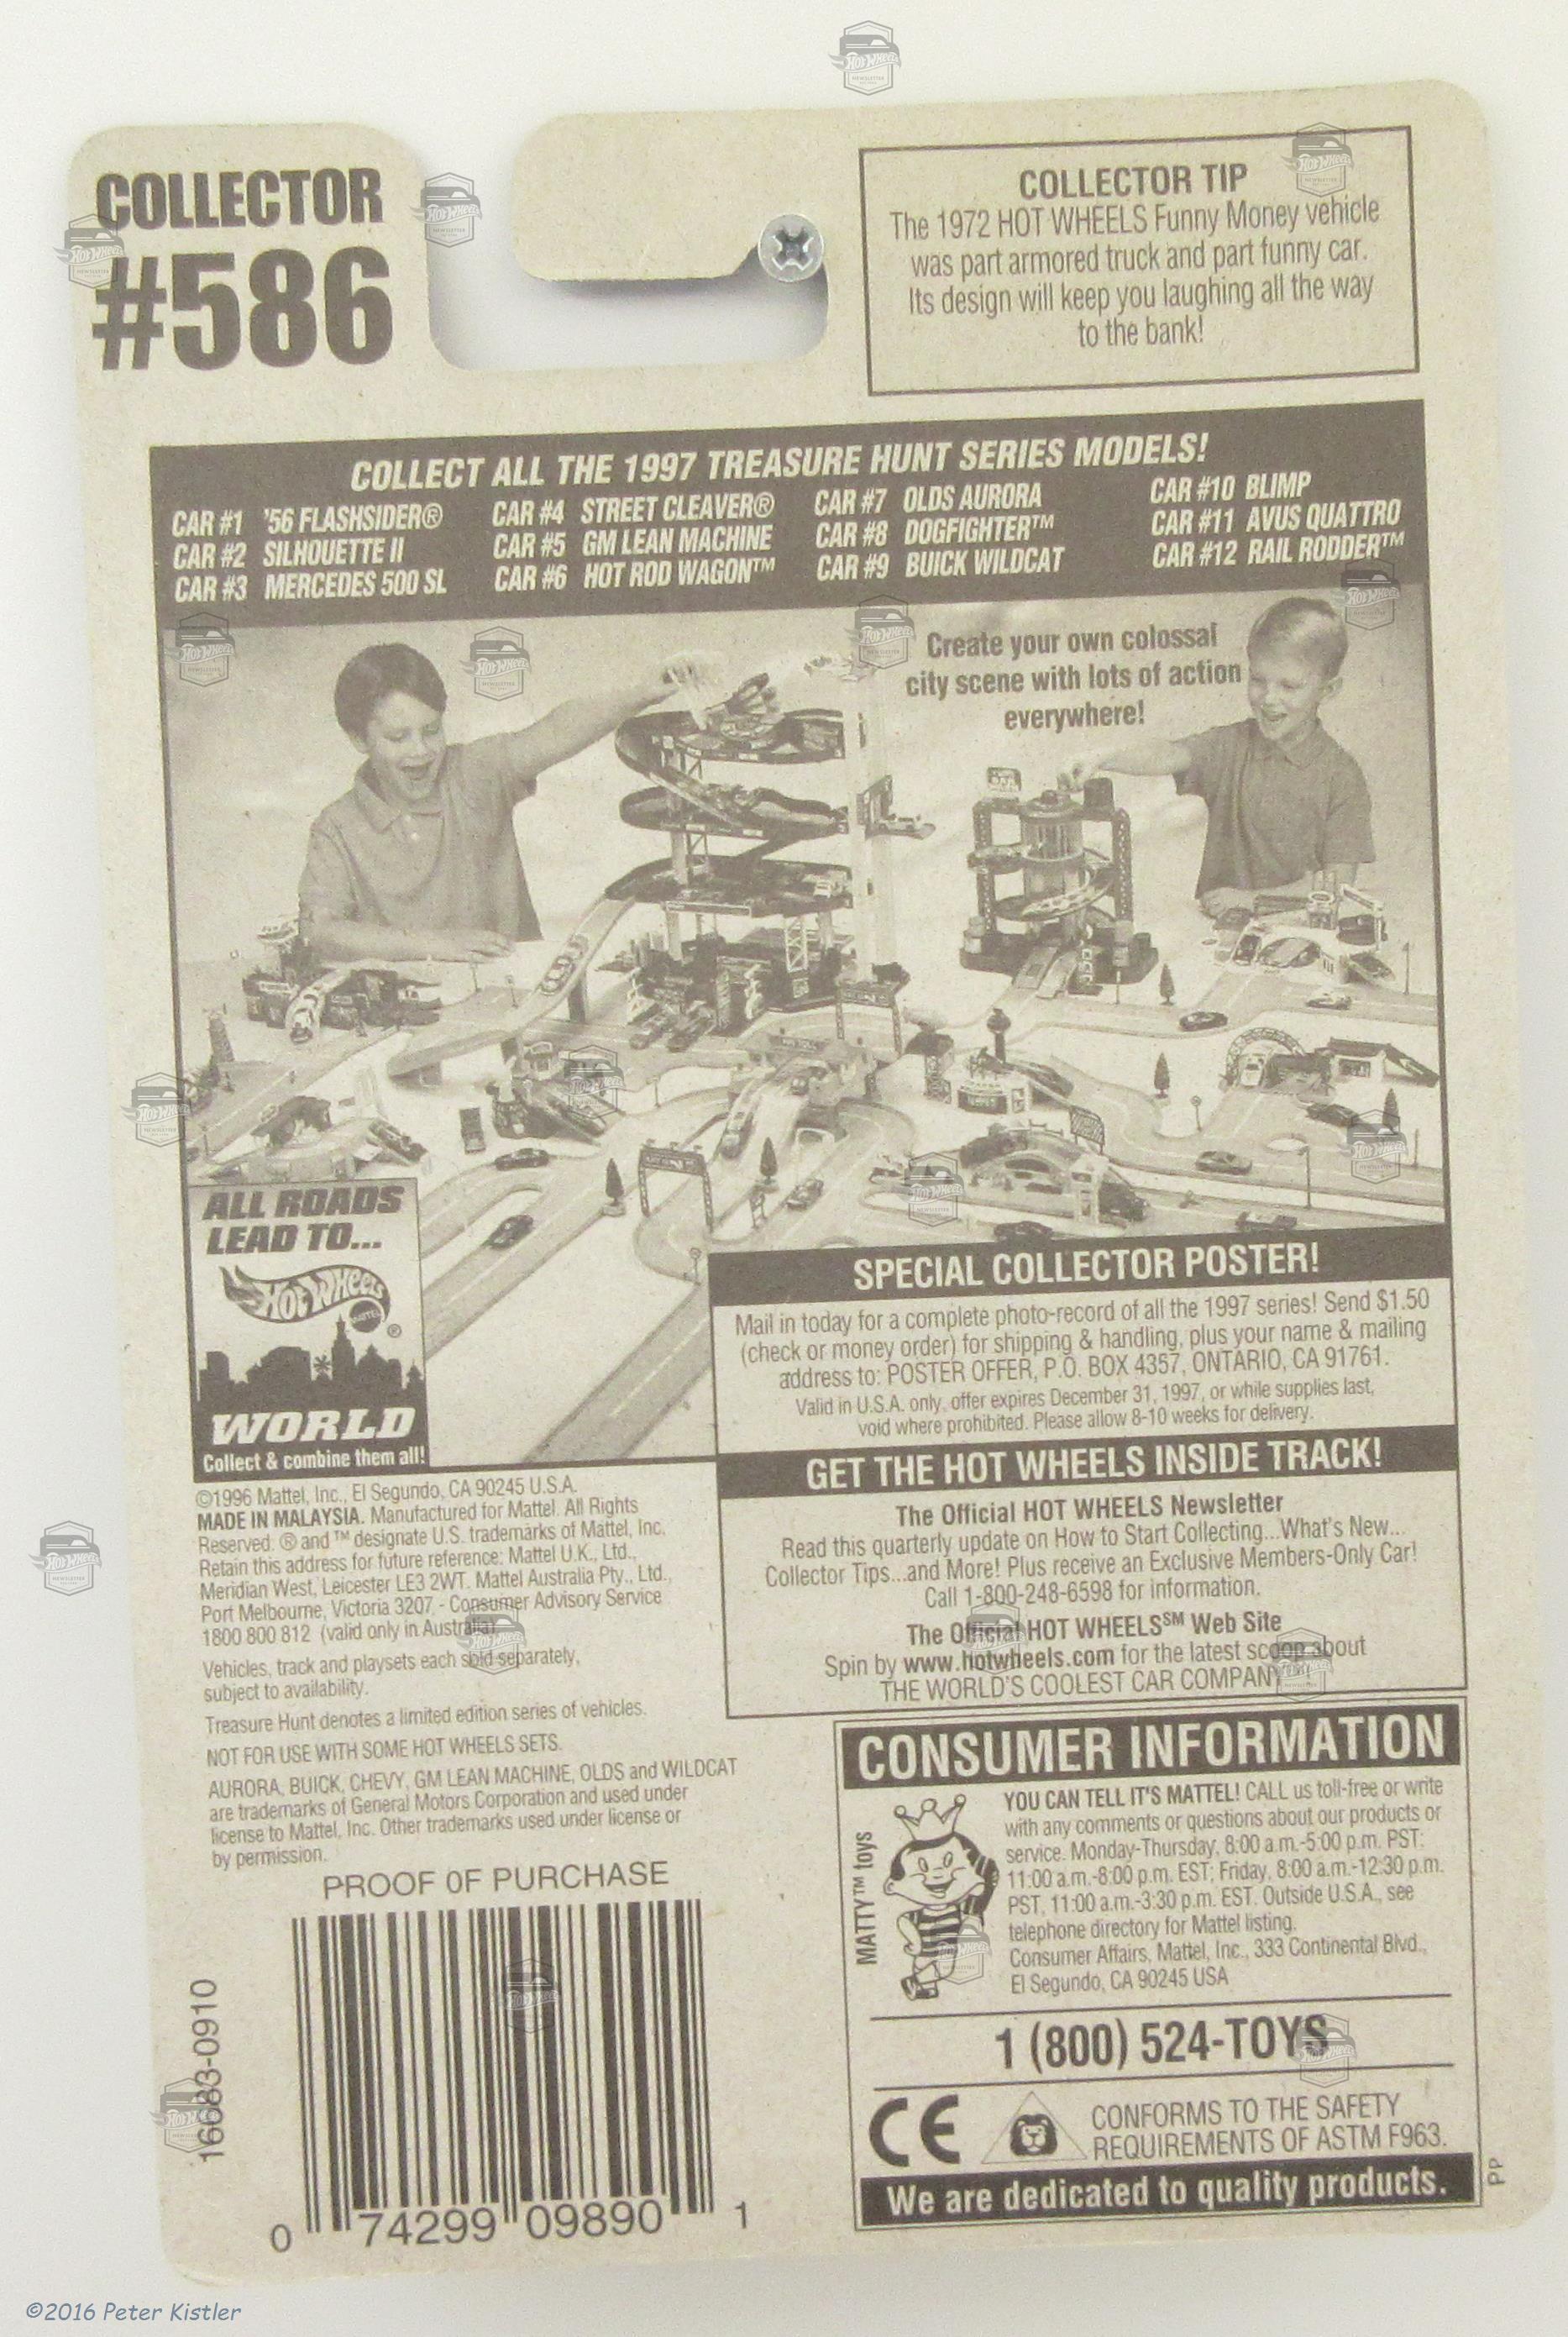 COLLECTOR
#586
COLLECTOR TIP
The 1972 HOT WHEELS Funny Money vehicle
was part armored truck and part funny car.
Its design will keep you laughing all the way
to the bank!
COLLECT ALL THE 1997 TREASURE HUNT SERIES MODELS!
CAR #1 '56 FLASHSIDER®
CAR #2 SILHOUETTE II
CAR #3 MERCEDES 500 SL
CAR #4 STREET CLEAVER®
CAR #5 GM LEAN MACHINE
CAR #6 HOT ROD WAGON™
CAR #7 OLDS AURORA
CAR #8 DOGFIGHTER™
CAR #9 BUICK WILDCAT
CAR #10 BLIMP
CAR #11 AVUS QUATTRO
CAR #12 RAIL RODDER™
Create your own colossal
city scene with lots of action
everywhere!
ALL ROADS
LEAD TO...
HOT WHEELS
MATTEL
®
WORLD
Collect & combine them all!
SPECIAL COLLECTOR POSTER!
Mail in today for a complete photo-record of all the 1997 series! Send $1.50
(check or money order) for shipping & handling, plus your name & mailing
address to: POSTER OFFER, P.O. BOX 4357, ONTARIO, CA 91761.
Valid in U.S.A. only, offer expires December 31, 1997, or while supplies last,
void where prohibited. Please allow 8-10 weeks for delivery.
GET THE HOT WHEELS INSIDE TRACK!
The Official HOT WHEELS Newsletter
Read this quarterly update on How to Start Collecting...What's New...
Collector Tips...and More! Plus receive an Exclusive Members-Only Car!
Call 1-800-248-6598 for information.
The Official HOT WHEELS℠ Web Site
Spin by www.hotwheels.com for the latest scoop about
THE WORLD'S COOLEST CAR COMPANY
©1996 Mattel, Inc., El Segundo, CA 90245 U.S.A.
MADE IN MALAYSIA. Manufactured for Mattel. All Rights
Reserved. ® and ™ designate U.S. trademarks of Mattel, Inc.
Retain this address for future reference: Mattel U.K., Ltd.,
Meridian West, Leicester LE3 2WT. Mattel Australia Pty., Ltd.,
Port Melbourne, Victoria 3207. - Consumer Advisory Service
1800 800 812 (valid only in Australia).
Vehicles, track and playsets each sold separately,
subject to availability.
Treasure Hunt denotes a limited edition series of vehicles.
NOT FOR USE WITH SOME HOT WHEELS SETS.
AURORA, BUICK, CHEVY, GM LEAN MACHINE, OLDS and WILDCAT
are trademarks of General Motors Corporation and used under
license to Mattel, Inc. Other trademarks used under license or
by permission.
PROOF OF PURCHASE
16083-0910
0 74299 09890 1
CONSUMER INFORMATION
MATTY™ toys
YOU CAN TELL IT'S MATTEL! CALL us toll-free or write
with any comments or questions about our products or
service. Monday-Thursday, 8:00 a.m.-5:00 p.m. PST:
11:00 a.m.-8:00 p.m. EST; Friday, 8:00 a.m.-12:30 p.m.
PST, 11:00 a.m.-3:30 p.m. EST. Outside U.S.A., see
telephone directory for Mattel listing.
Consumer Affairs, Mattel, Inc., 333 Continental Blvd.,
El Segundo, CA 90245 USA
1 (800) 524-TOYS
CE
CONFORMS TO THE SAFETY
REQUIREMENTS OF ASTM F963.
We are dedicated to quality products.
PP
©2016 Peter Kistler